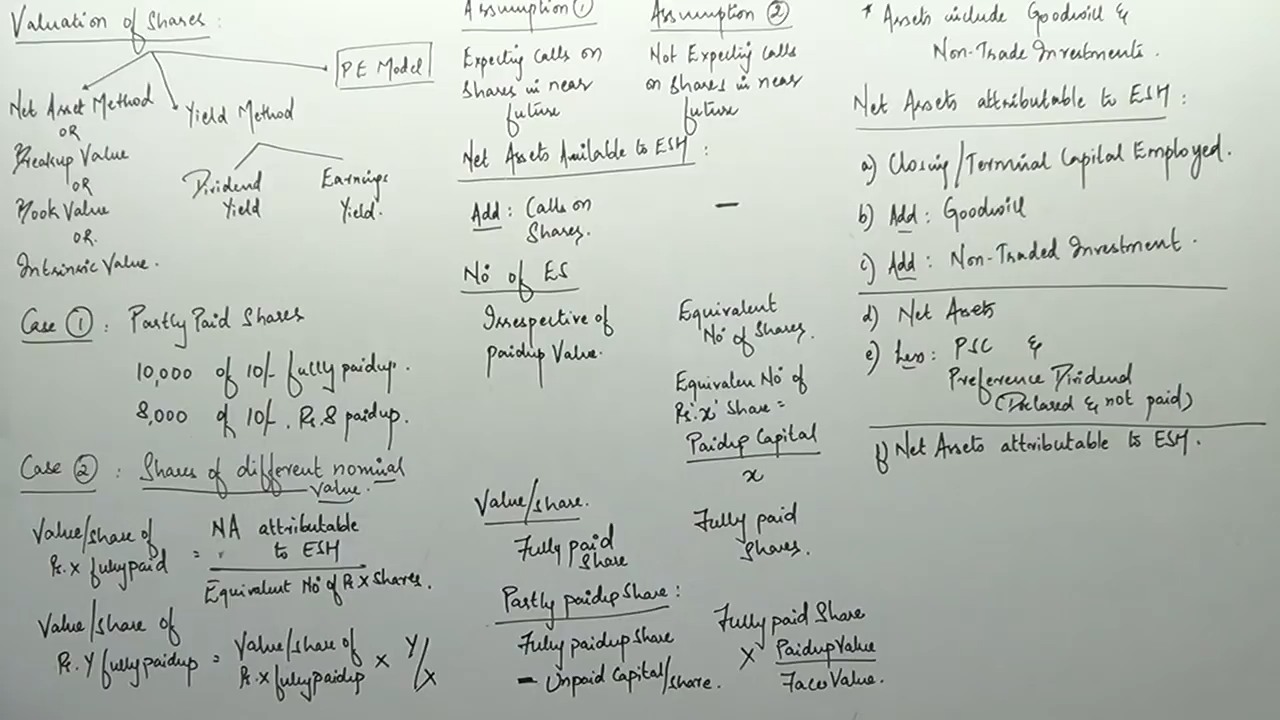 Valuation of Shares :
PE Model
Net Asset Method
OR
Breakup Value
OR
Book Value
OR
Intrinsic Value.
Yield Method
Dividend
Yield
Earnings
Yield.
Case ① : Partly Paid Shares
10,000 of 10/- fully paidup.
8,000 of 10/-. Rs. 8 paidup.
Case ② : Shares of different nominal
value.
Value/share of
Rs. X fully paid
=
NA attributable
to ESH
Equivalent No of Rs X Shares.
Value/share of
Rs. Y fully paidup
=
Value/share of
Rs. X fully paidup
× Y/X
Assumption ①
Expecting calls on
shares in near
future
Assumption ②
Not Expecting calls
on shares in near
future
Net Assets Available to ESH :
Add : Calls on
Shares.
—
No of ES
Irrespective of
paidup Value.
Equivalent
No of Shares.
Equivalen No of
Rs 'x' Share =
Paidup Capital
x
Value/share.
Fully paid
Share
Fully paid
Shares.
Partly paidup Share :
Fully paidup Share
- Unpaid Capital/share.
Fully paid Share
× Paidup Value
Face Value.
* Assets include Goodwill &
Non-Trade Investments.
Net Assets attributable to ESH :
a) Closing/Terminal Capital Employed.
b) Add : Goodwill
c) Add : Non-Traded Investment.
d) Net Assets
e) Less : PSC &
Preference Dividend
(Declared & not paid)
f) Net Assets attributable to ESH.